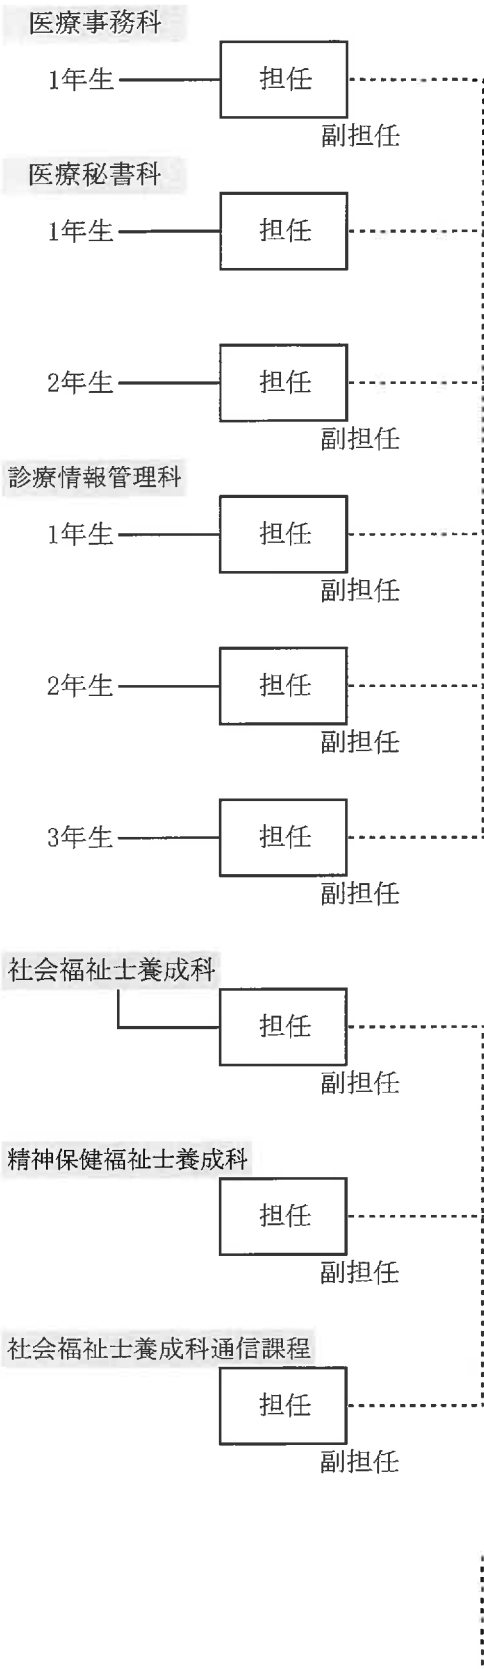 医療事務科
1年生 担任
副担任
医療秘書科
1年生 担任
2年生 担任
副担任
診療情報管理科
1年生 担任
副担任
2年生 担任
副担任
3年生 担任
副担任
社会福祉士養成科
担任
副担任
精神保健福祉士養成科
担任
副担任
社会福祉士養成科通信課程
担任
副担任